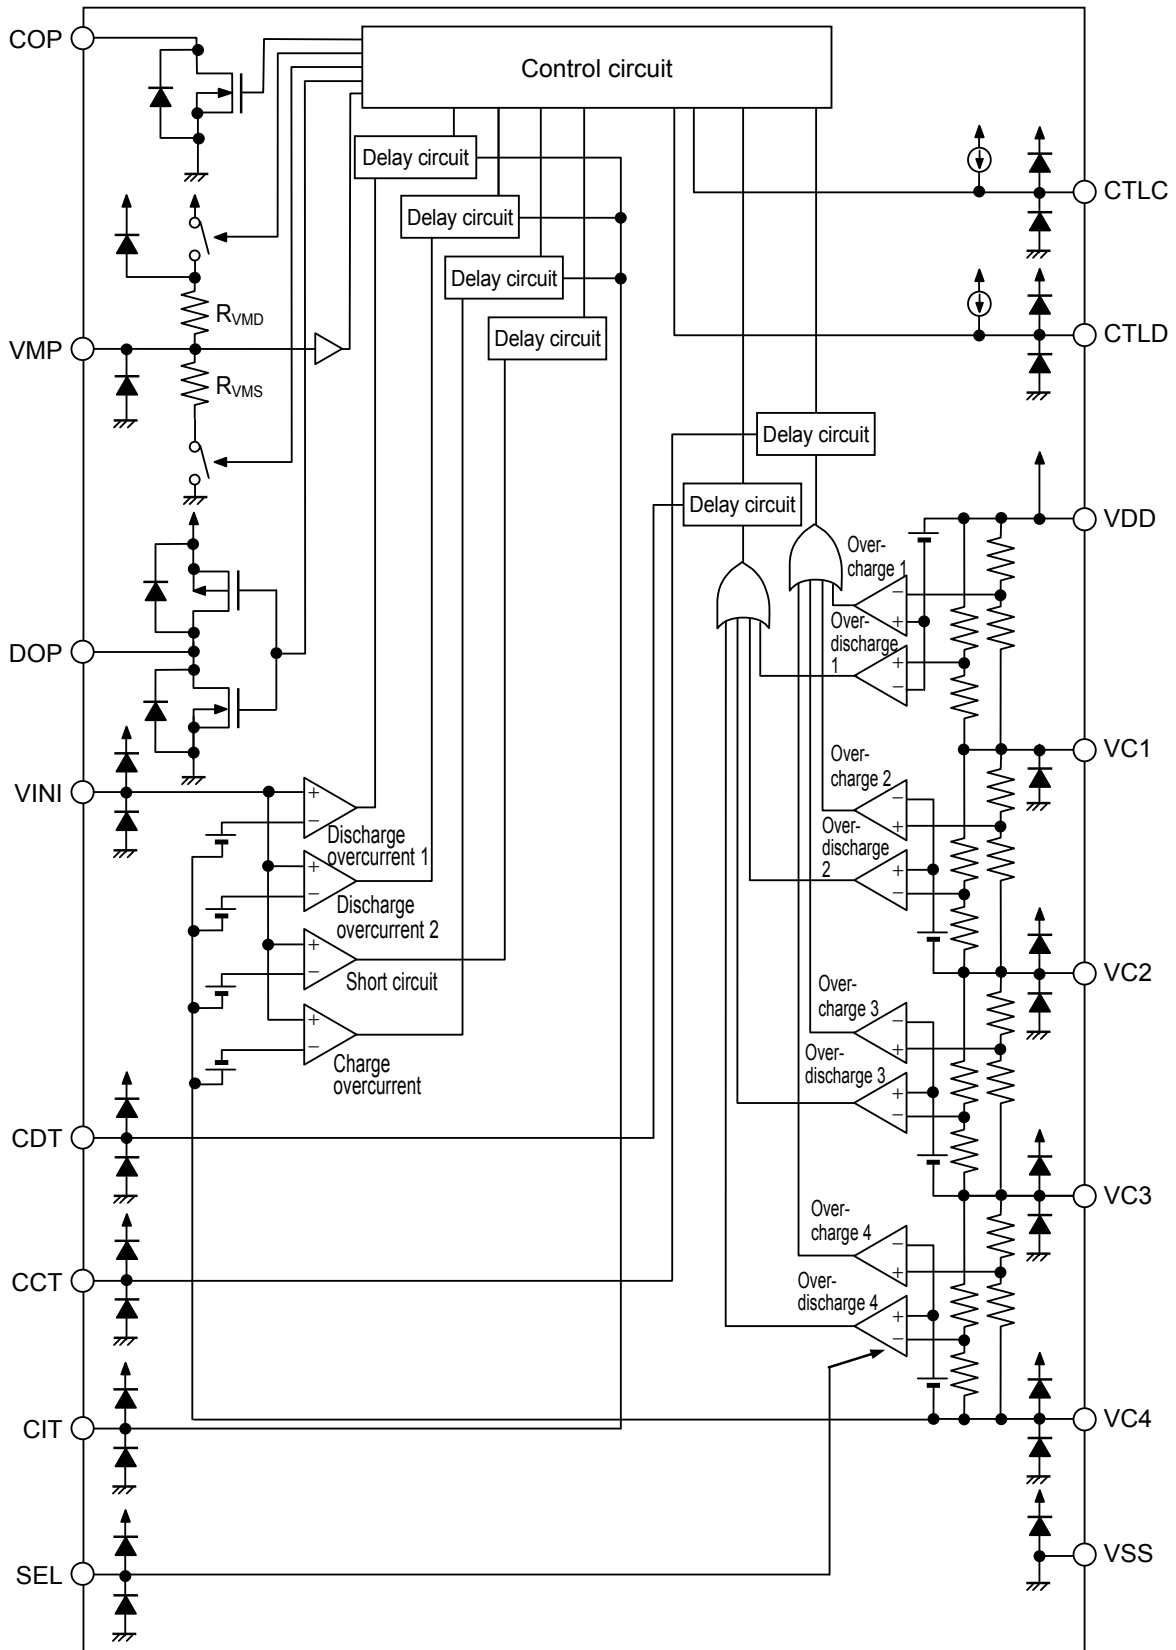 COP
Control circuit
Delay circuit
CTLC
Delay circuit
Delay circuit
RVMD
Delay circuit
VMP
CTLD
RVMS
Delay circuit
Delay circuit
VDD
Over-
charge 1
Over-
discharge
1
DOP
VC1
VINI
+
−
Discharge
overcurrent 1
+
−
Discharge
overcurrent 2
+
−
Short circuit
+
−
Charge
overcurrent
−
+
+
−
Over-
charge 2
−
+
Over-
discharge
2
+
−
VC2
Over-
charge 3
−
+
Over-
discharge 3
+
−
CDT
VC3
Over-
charge 4
−
+
CCT
Over-
discharge 4
+
−
CIT
VC4
SEL
VSS